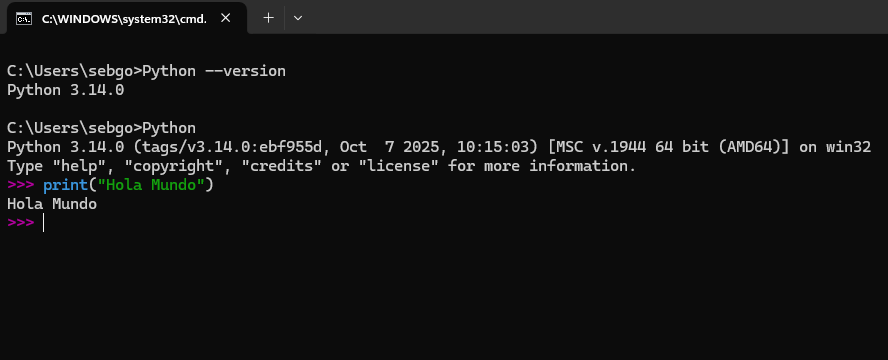 C:\WINDOWS\system32\cmd.
C:\Users\sebgo>Python --version
Python 3.14.0
C:\Users\sebgo>Python
Python 3.14.0 (tags/v3.14.0:ebf955d, Oct  7 2025, 10:15:03) [MSC v.1944 64 bit (AMD64)] on win32
Type "help", "copyright", "credits" or "license" for more information.
>>> print("Hola Mundo")
Hola Mundo
>>>